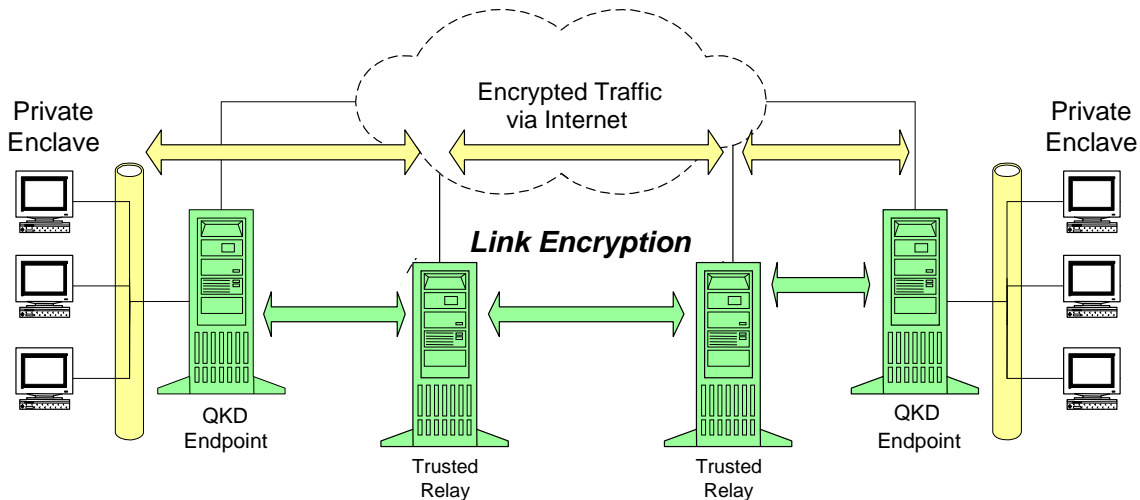 Encrypted Traffic
via Internet
Private
Enclave
Private
Enclave
Link Encryption
QKD
Endpoint
QKD
Endpoint
Trusted
Relay
Trusted
Relay